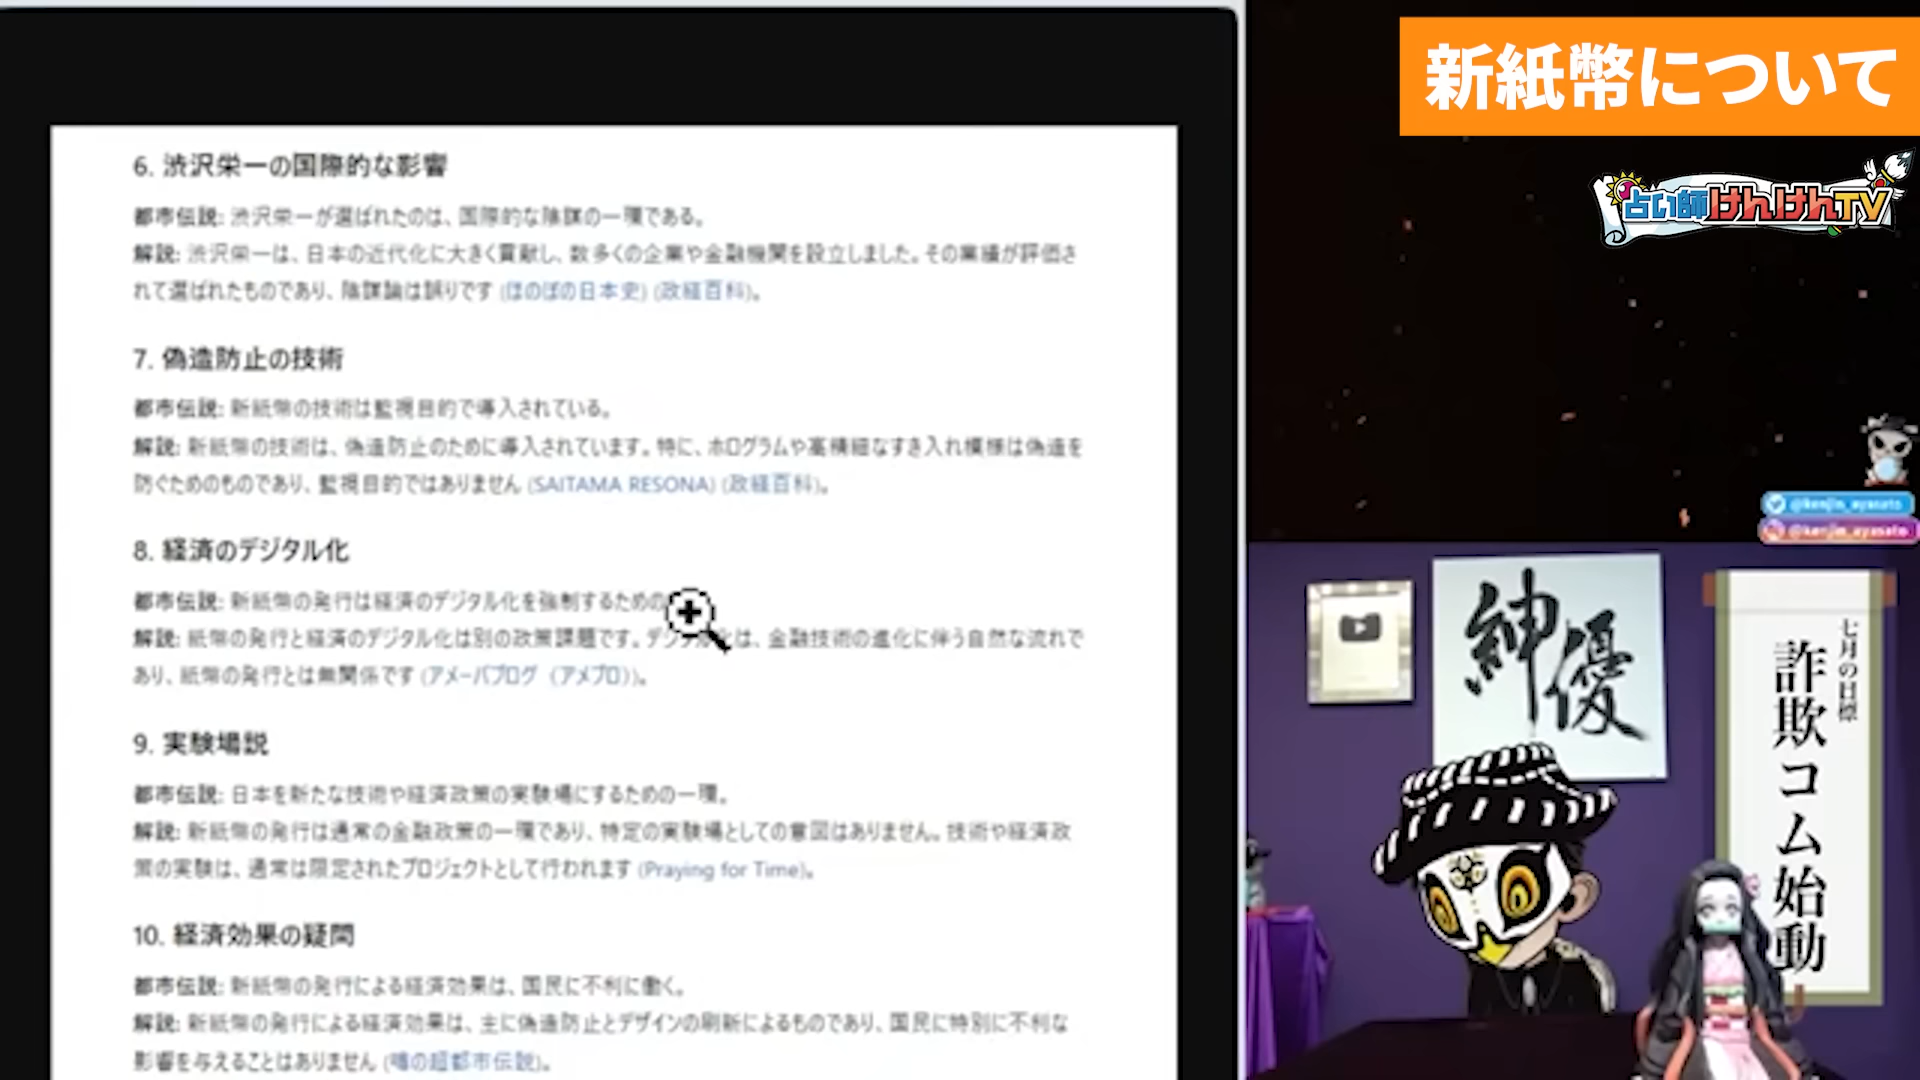 新紙幣について
占い師けんけんTV
6. 渋沢栄一の国際的な影響
都市伝説: 渋沢栄一が選ばれたのは、国際的な陰謀の一環である。
解説: 渋沢栄一は、日本の近代化に大きく貢献し、数多くの企業や金融機関を設立しました。その業績が評価さ
れて選ばれたものであり、陰謀論は誤りです (ほのぼの日本史) (政経百科)。
7. 偽造防止の技術
都市伝説: 新紙幣の技術は監視目的で導入されている。
解説: 新紙幣の技術は、偽造防止のために導入されています。特に、ホログラムや高精細なすき入れ模様は偽造を
防ぐためのものであり、監視目的ではありません (SAITAMA RESONA) (政経百科)。
8. 経済のデジタル化
都市伝説: 新紙幣の発行は経済のデジタル化を強制するための
解説: 紙幣の発行と経済のデジタル化は別の政策課題です。デジタル化は、金融技術の進化に伴う自然な流れで
あり、紙幣の発行とは無関係です (アメーバブログ（アメブロ）)。
9. 実験場説
都市伝説: 日本を新たな技術や経済政策の実験場にするための一環。
解説: 新紙幣の発行は通常の金融政策の一環であり、特定の実験場としての意図はありません。技術や経済政
策の実験は、通常は限定されたプロジェクトとして行われます (Praying for Time)。
10. 経済効果の疑問
都市伝説: 新紙幣の発行による経済効果は、国民に不利に働く。
解説: 新紙幣の発行による経済効果は、主に偽造防止とデザインの刷新によるものであり、国民に特別に不利な
影響を与えることはありません (噂の超都市伝説)。
@kenjin_ayasato
@kenjin_ayasato
紳優
七月の目標
詐欺コム始動